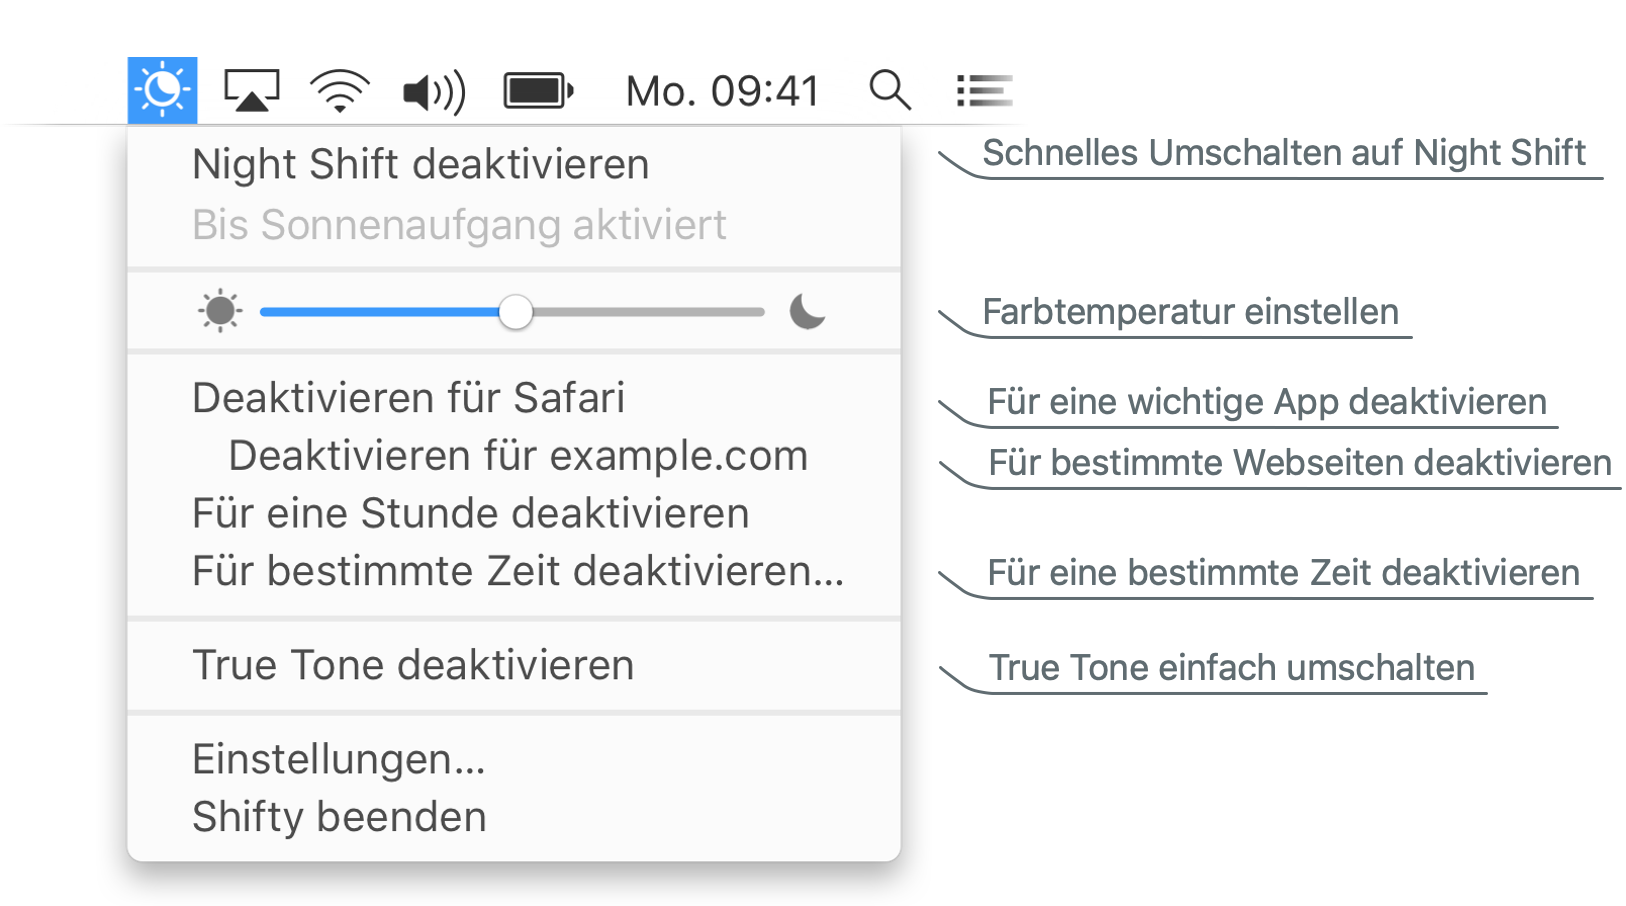 Mo. 09:41
Night Shift deaktivieren
Schnelles Umschalten auf Night Shift
Bis Sonnenaufgang aktiviert
Farbtemperatur einstellen
Deaktivieren für Safari
Für eine wichtige App deaktivieren
Deaktivieren für example.com
Für bestimmte Webseiten deaktivieren
Für eine Stunde deaktivieren
Für bestimmte Zeit deaktivieren...
Für eine bestimmte Zeit deaktivieren
True Tone deaktivieren
True Tone einfach umschalten
Einstellungen...
Shifty beenden